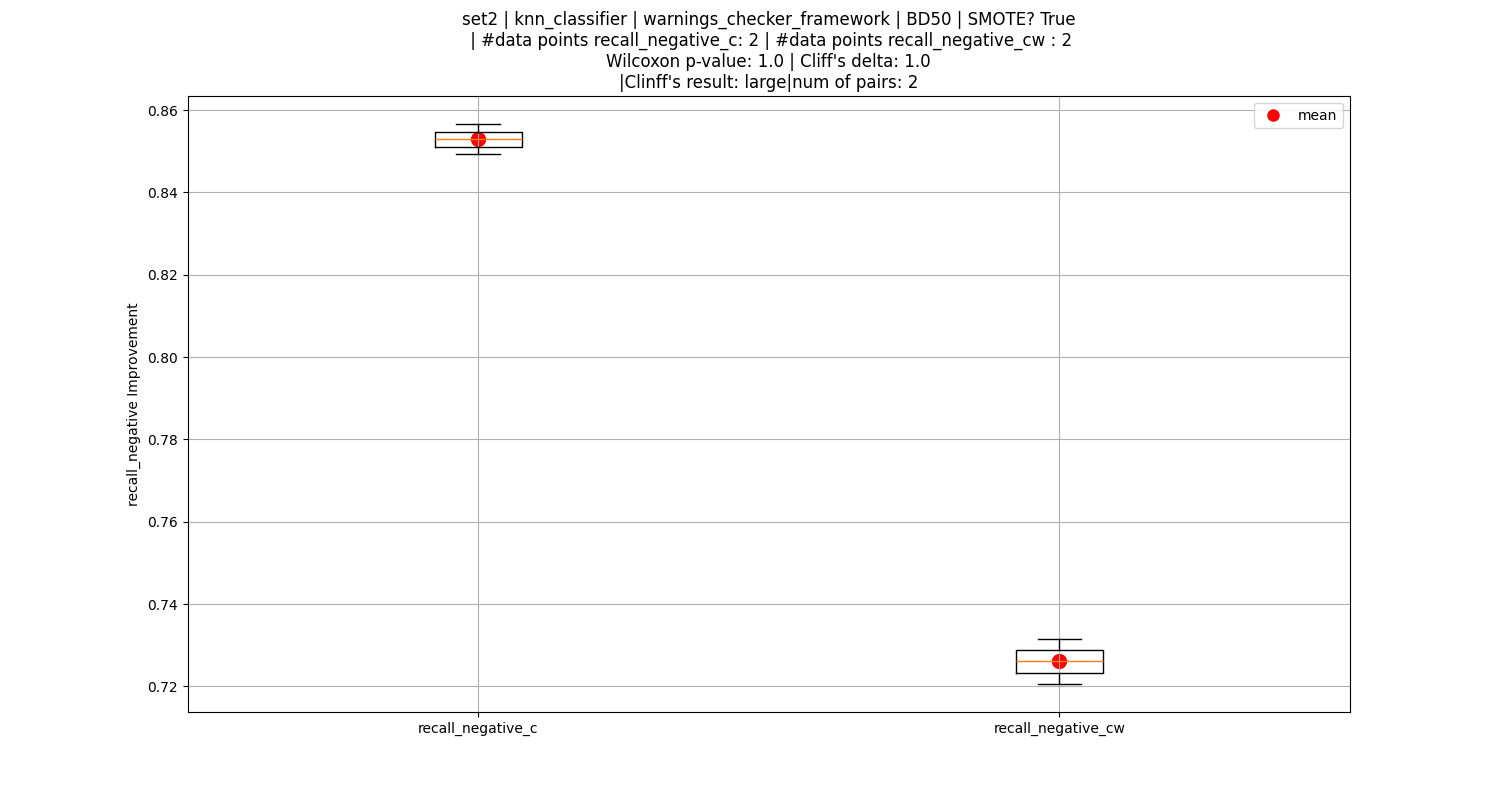 set2 | knn_classifier | warnings_checker_framework | BD50 | SMOTE? True
| #data points recall_negative_c: 2 | #data points recall_negative_cw : 2
Wilcoxon p-value: 1.0 | Cliff's delta: 1.0
|Clinff's result: large|num of pairs: 2
mean
recall_negative Improvement
0.86
0.84
0.82
0.80
0.78
0.76
0.74
0.72
recall_negative_c
recall_negative_cw